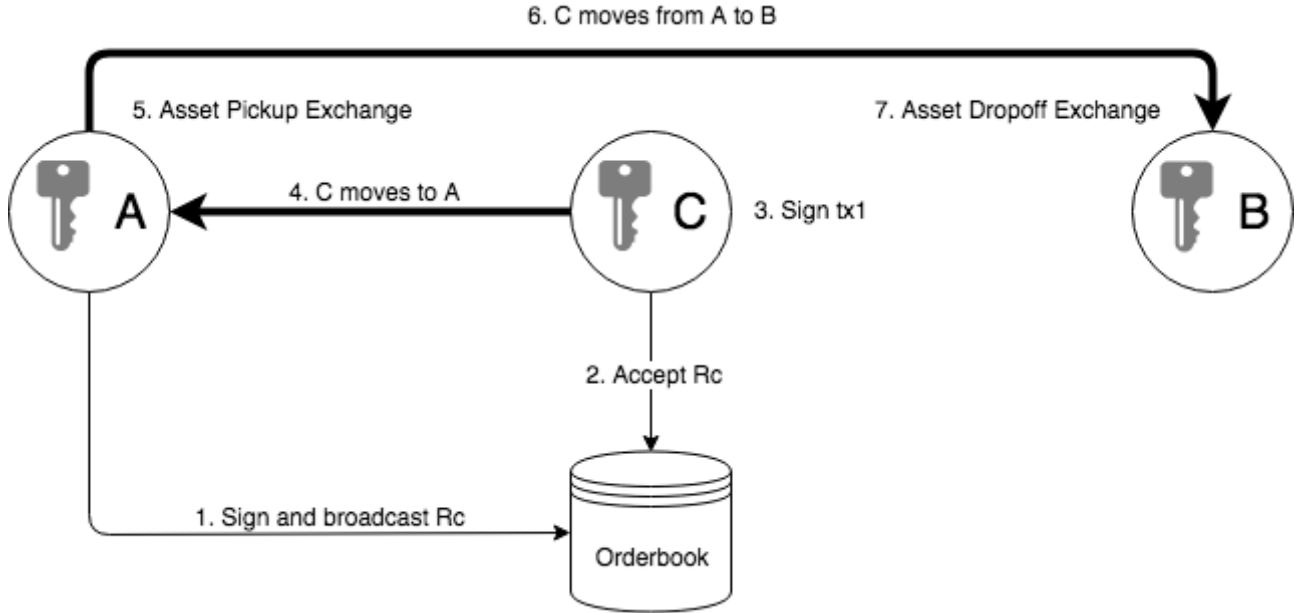 6. C moves from A to B
5. Asset Pickup Exchange
7. Asset Dropoff Exchange
A
4. C moves to A
C
3. Sign tx1
B
2. Accept Rc
1. Sign and broadcast Rc
Orderbook